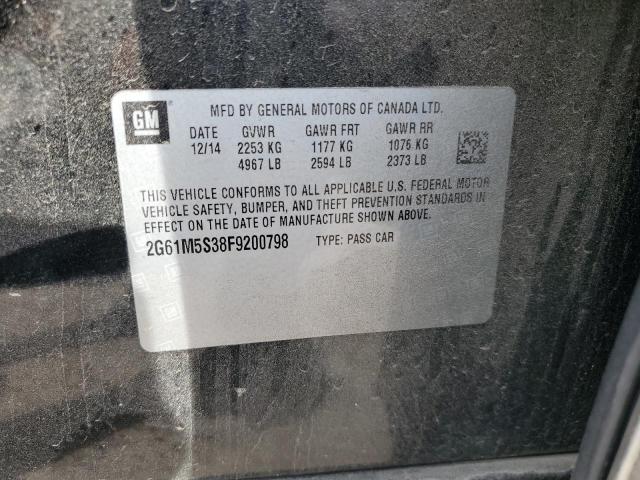 GM
MFD BY GENERAL MOTORS OF CANADA LTD.
DATE GVWR GAWR FRT GAWR RR
12/14 2253 KG 1177 KG 1076 KG
4967 LB 2594 LB 2373 LB
THIS VEHICLE CONFORMS TO ALL APPLICABLE U.S. FEDERAL MOTOR
VEHICLE SAFETY, BUMPER, AND THEFT PREVENTION STANDARDS IN
EFFECT ON THE DATE OF MANUFACTURE SHOWN ABOVE.
2G61M5S38F9200798 TYPE: PASS CAR